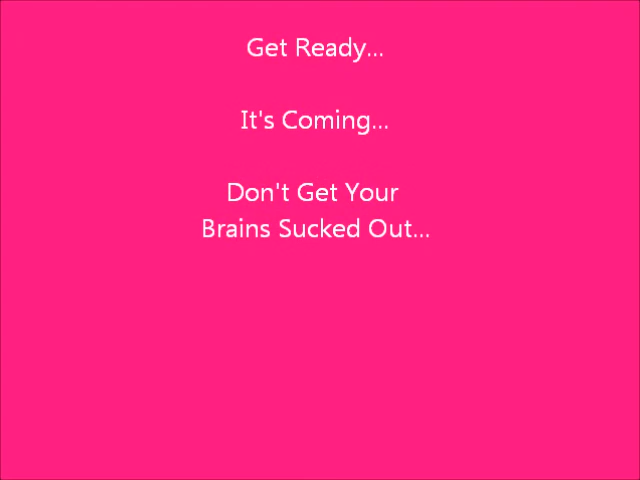 Get Ready...
It's Coming...
Don't Get Your
Brains Sucked Out...